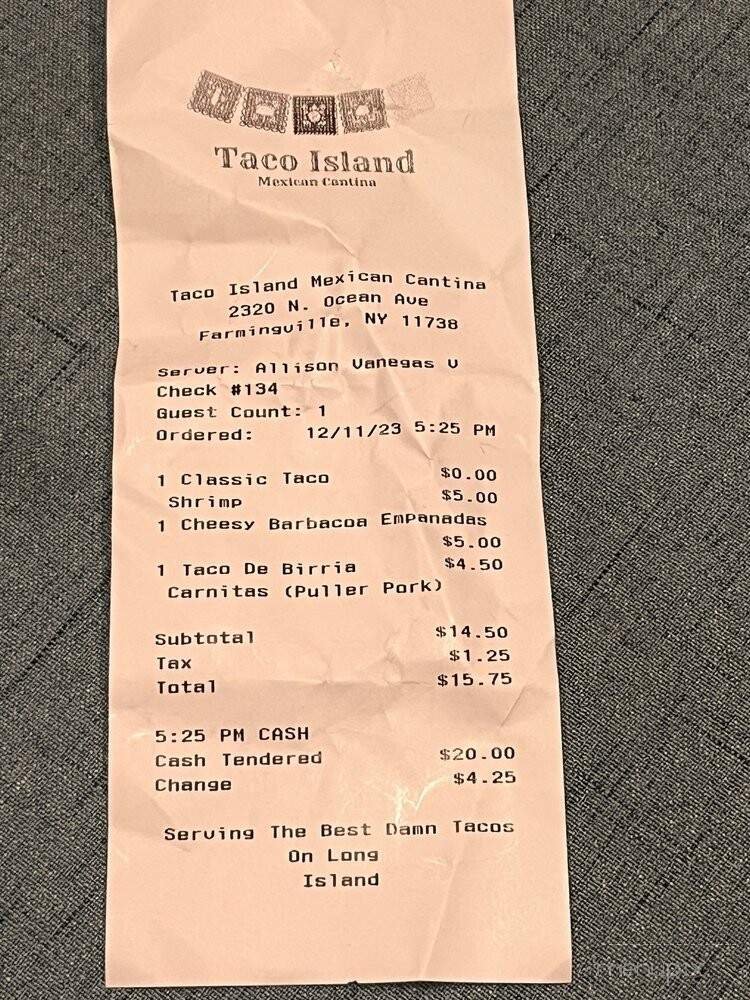 Taco Island
Mexican Cantina
Taco Island Mexican Cantina
2320 N. Ocean Ave
Farmingville, NY 11738
Server: Allison Vanegas V
Check #134
Guest Count: 1
Ordered: 12/11/23 5:25 PM
1 Classic Taco $0.00
Shrimp $5.00
1 Cheesy Barbacoa Empanadas
$5.00
1 Taco De Birria $4.50
Carnitas (Puller Pork)
Subtotal $14.50
Tax $1.25
Total $15.75
5:25 PM CASH
Cash Tendered $20.00
Change $4.25
Serving The Best Damn Tacos
On Long
Island